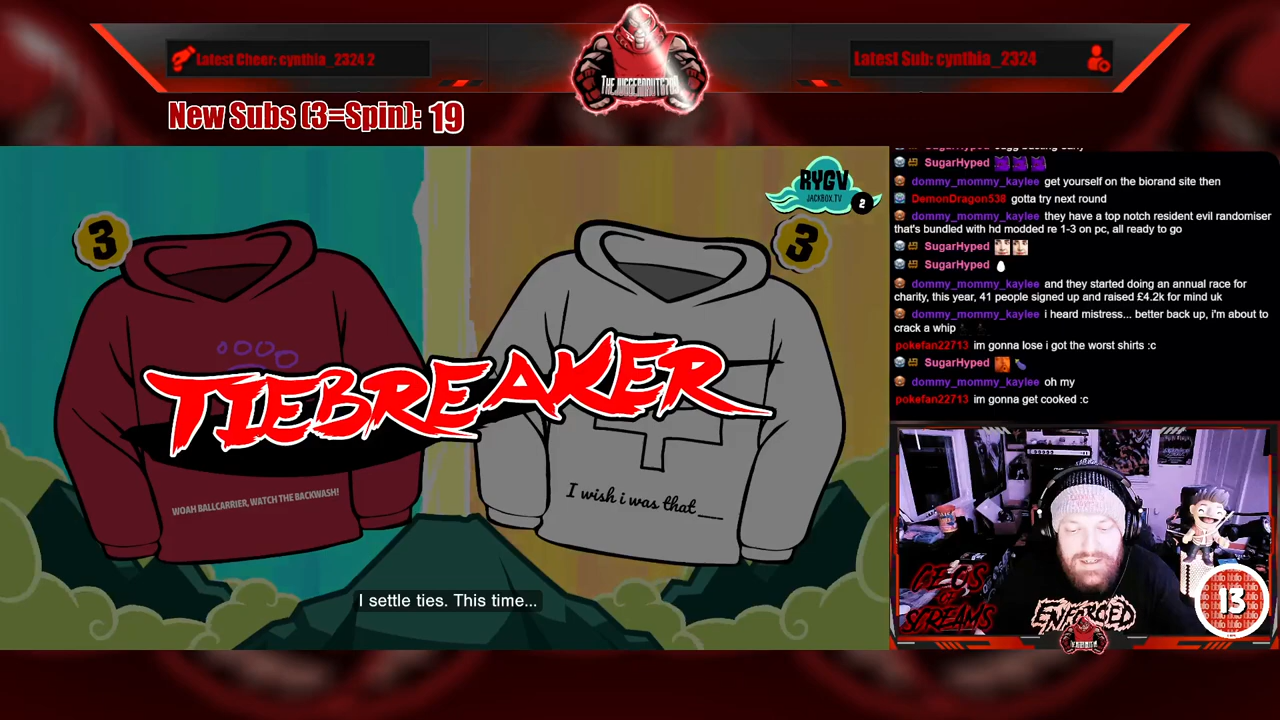 Latest Cheer: cynthia_2324 2
THEJUGGERNAUT6789
Latest Sub: cynthia_2324
New Subs (3=Spin): 19
RYGV
JACKBOX.TV
2
3
3
TIEBREAKER
WOAH BALLCARRIER, WATCH THE BACKWASH!
I wish i was that ___
I settle ties. This time...
SugarHyped
dommy_mommy_kaylee get yourself on the biorand site then
DemonDragon538 gotta try next round
dommy_mommy_kaylee they have a top notch resident evil randomiser
that's bundled with hd modded re 1-3 on pc, all ready to go
SugarHyped
SugarHyped
dommy_mommy_kaylee and they started doing an annual race for
charity, this year, 41 people signed up and raised £4.2k for mind uk
dommy_mommy_kaylee i heard mistress... better back up, i'm about to
crack a whip
pokefan22713 im gonna lose i got the worst shirts :c
SugarHyped
dommy_mommy_kaylee oh my
pokefan22713 im gonna get cooked :c
OF
SCREAMS
ENFORCED
13